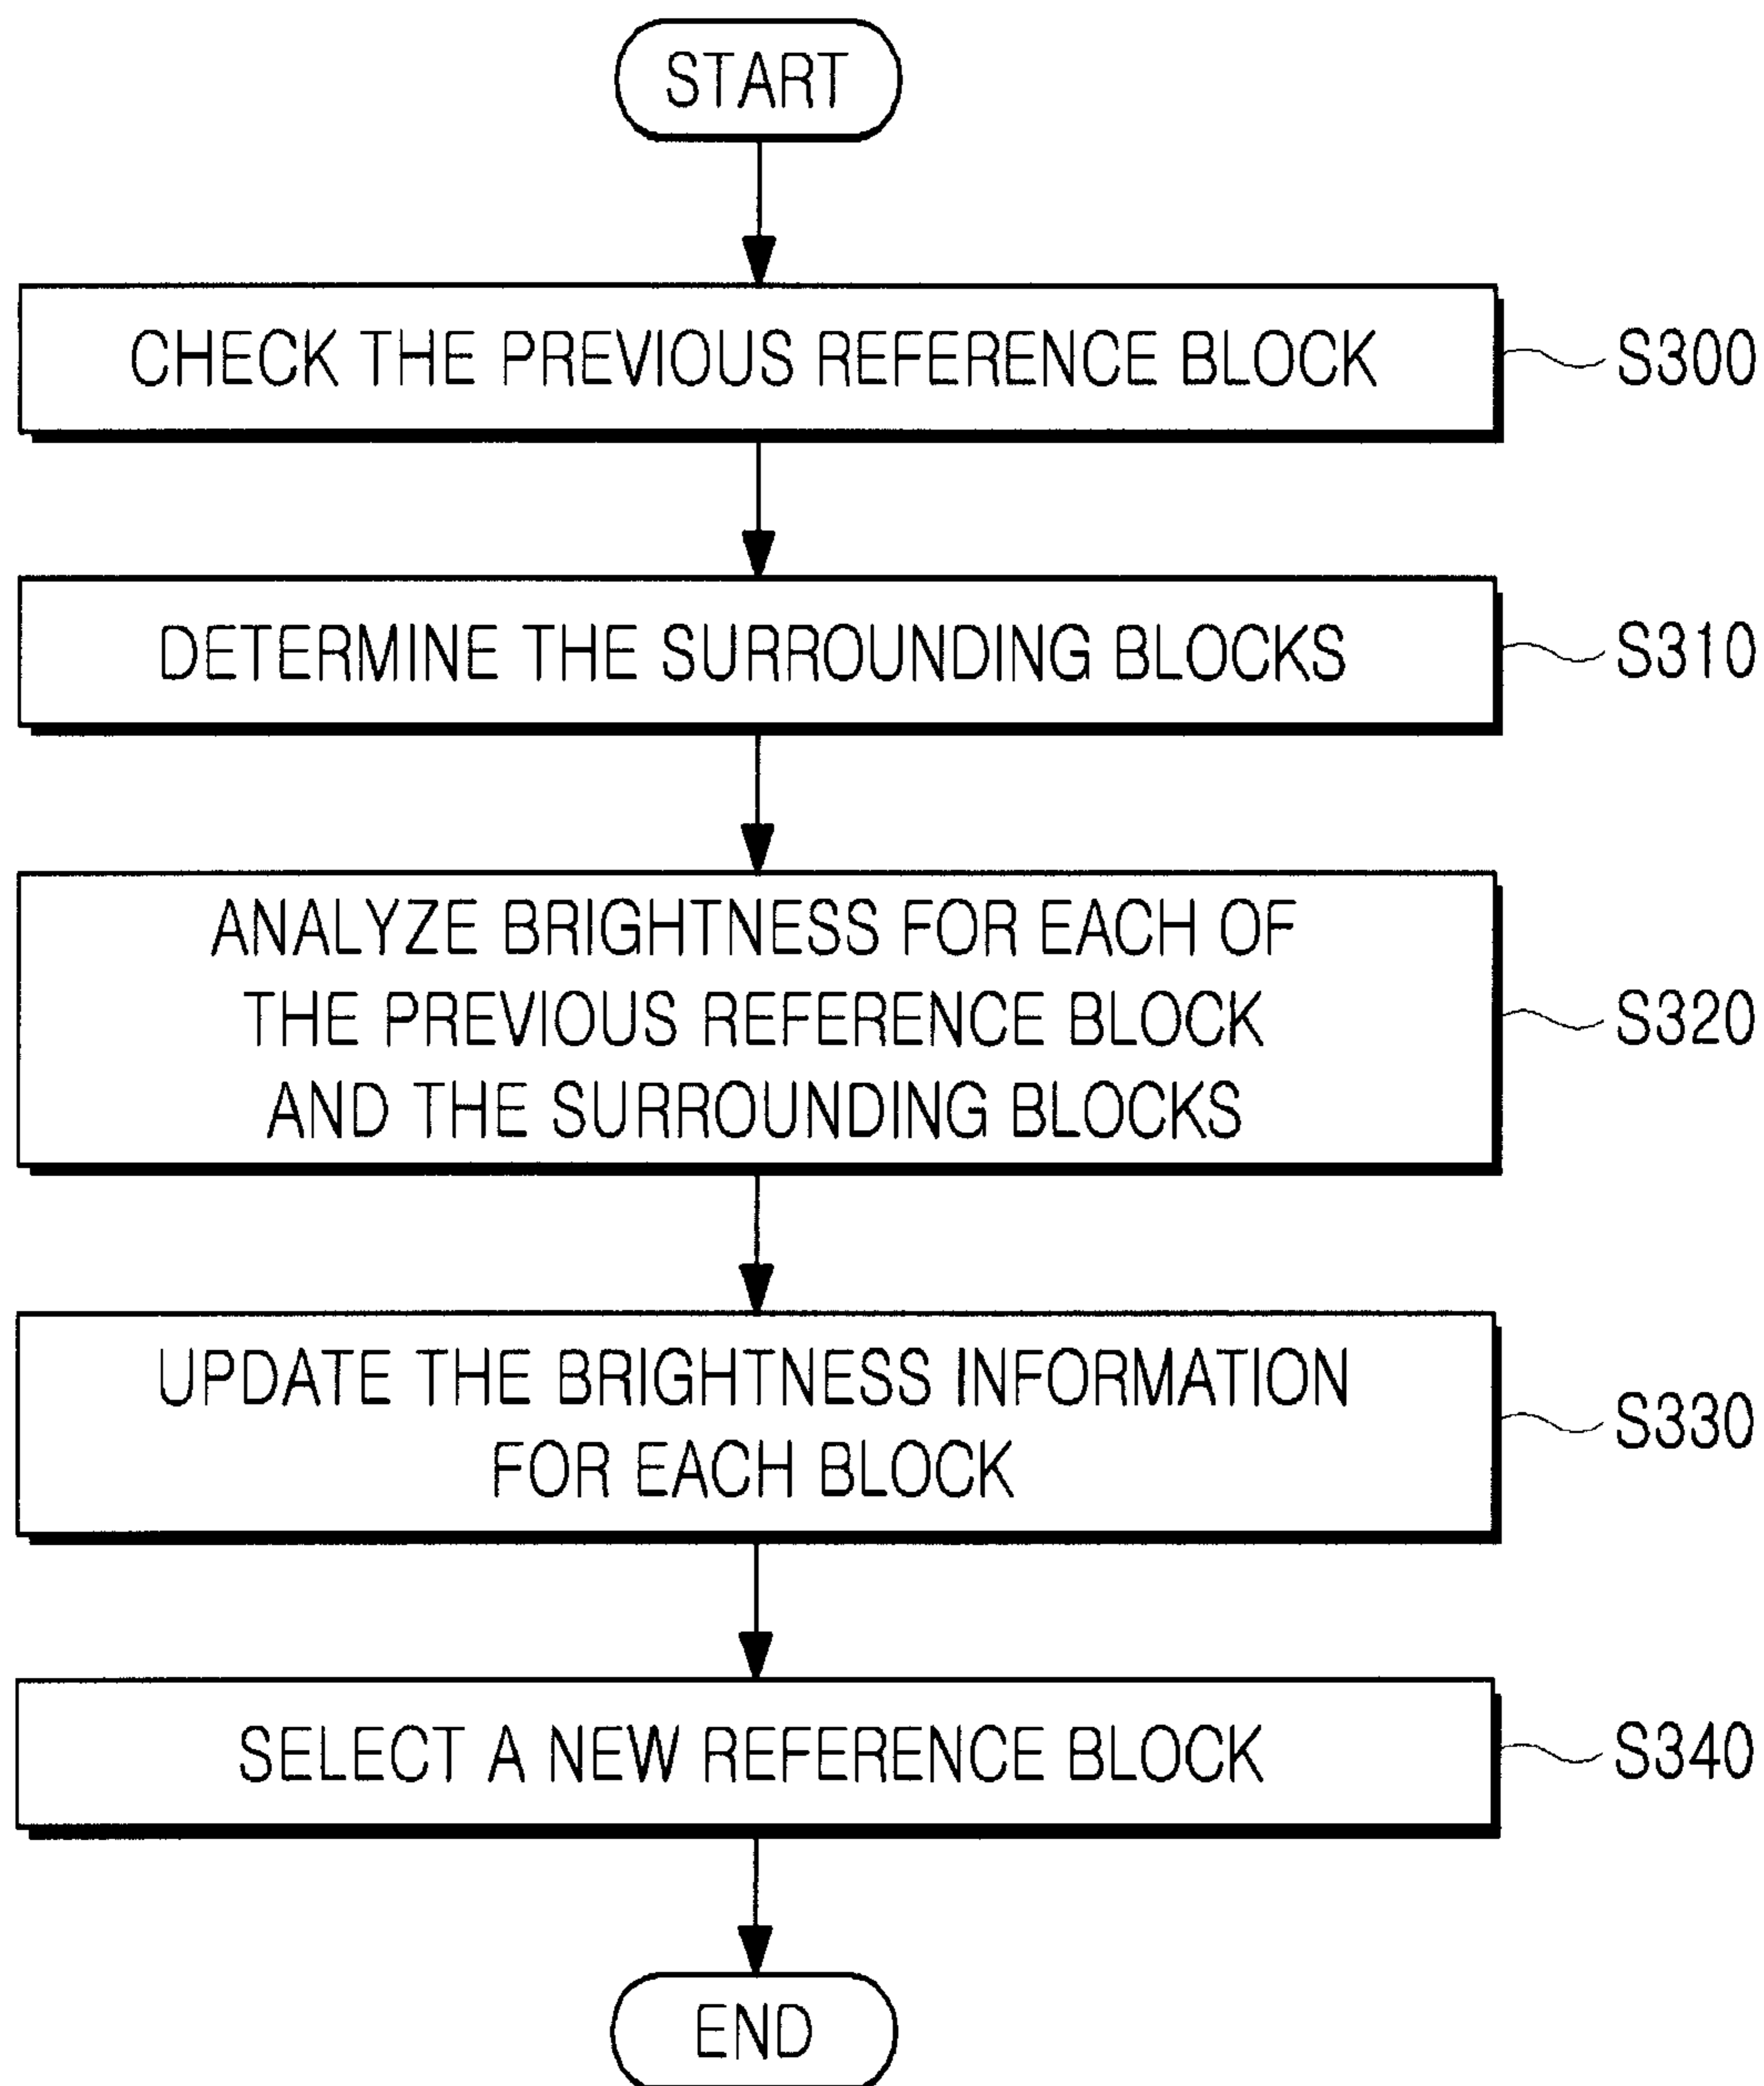 START
CHECK THE PREVIOUS REFERENCE BLOCK
S300
DETERMINE THE SURROUNDING BLOCKS
S310
ANALYZE BRIGHTNESS FOR EACH OF
THE PREVIOUS REFERENCE BLOCK
AND THE SURROUNDING BLOCKS
S320
UPDATE THE BRIGHTNESS INFORMATION
FOR EACH BLOCK
S330
SELECT A NEW REFERENCE BLOCK
S340
END